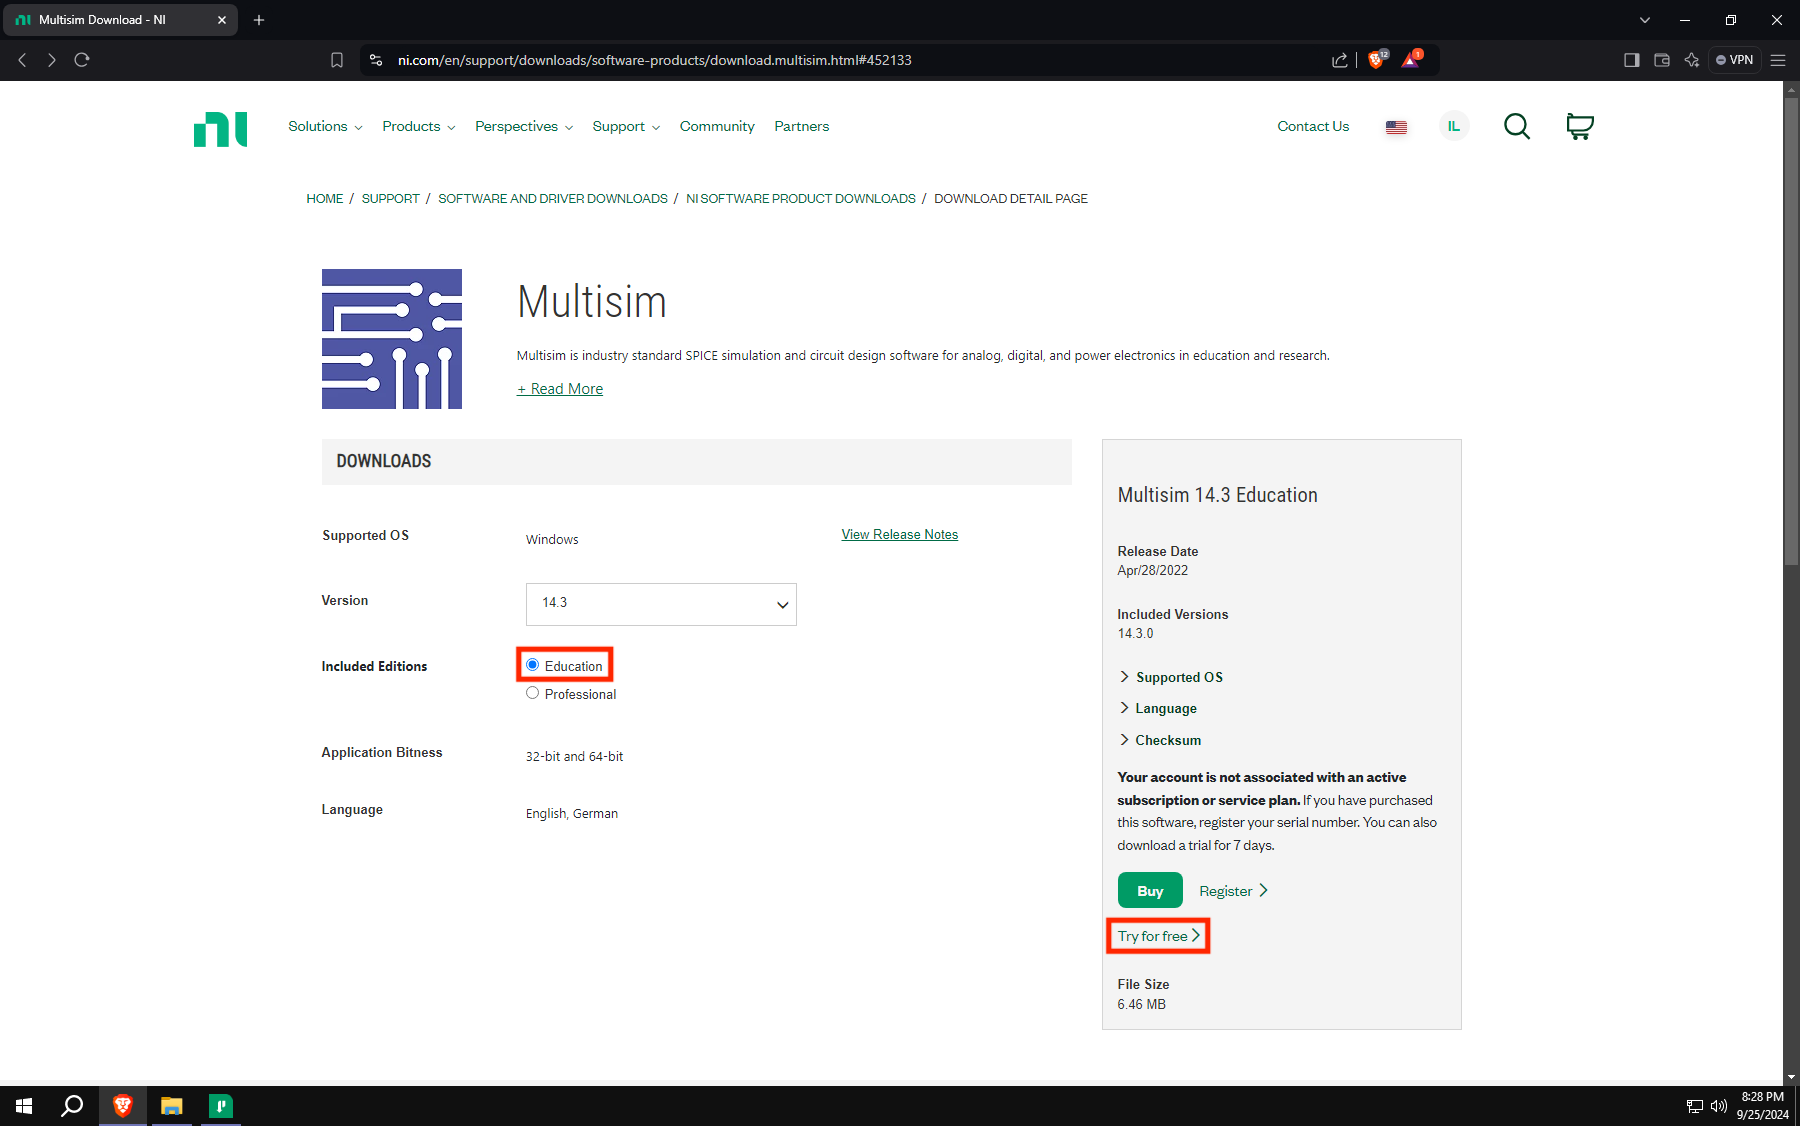 Multisim Download - NI
ni.com/en/support/downloads/software-products/download.multisim.html#452133
12
1
VPN
Solutions
Products
Perspectives
Support
Community
Partners
Contact Us
IL
HOME / SUPPORT / SOFTWARE AND DRIVER DOWNLOADS / NI SOFTWARE PRODUCT DOWNLOADS / DOWNLOAD DETAIL PAGE
Multisim
Multisim is industry standard SPICE simulation and circuit design software for analog, digital, and power electronics in education and research.
+ Read More
DOWNLOADS
Supported OS
Windows
View Release Notes
Version
14.3
Included Editions
Education
Professional
Application Bitness
32-bit and 64-bit
Language
English, German
Multisim 14.3 Education
Release Date
Apr/28/2022
Included Versions
14.3.0
Supported OS
Language
Checksum
Your account is not associated with an active
subscription or service plan. If you have purchased
this software, register your serial number. You can also
download a trial for 7 days.
Buy
Register
Try for free
File Size
6.46 MB
8:28 PM
9/25/2024